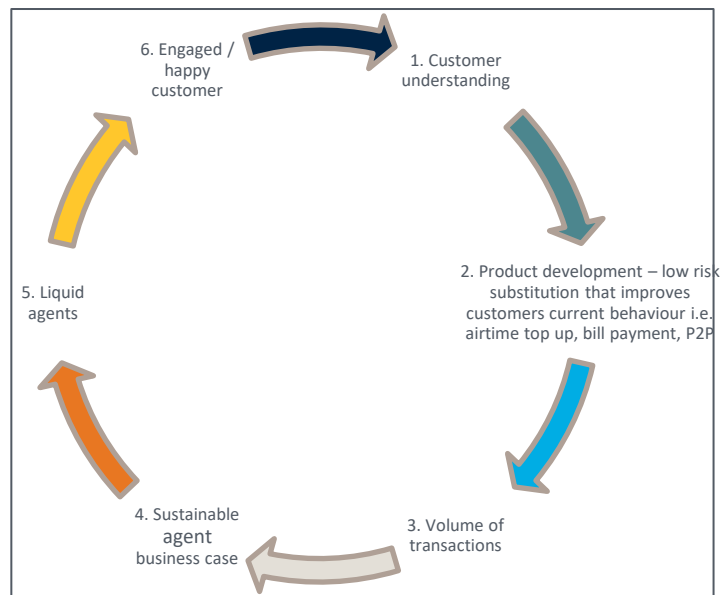 6. Engaged /
happy
customer
1. Customer
understanding
2. Product development – low risk
substitution that improves
customers current behaviour i.e.
airtime top up, bill payment, P2P
3. Volume of
transactions
4. Sustainable
agent
business case
5. Liquid
agents